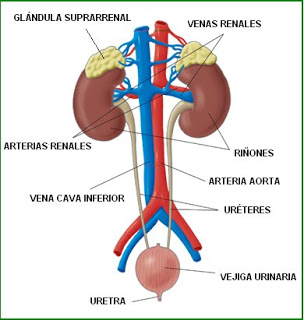 GLÁNDULA SUPRARRENAL
VENAS RENALES
ARTERIAS RENALES
RIÑONES
ARTERIA AORTA
VENA CAVA INFERIOR
URÉTERES
VEJIGA URINARIA
URETRA